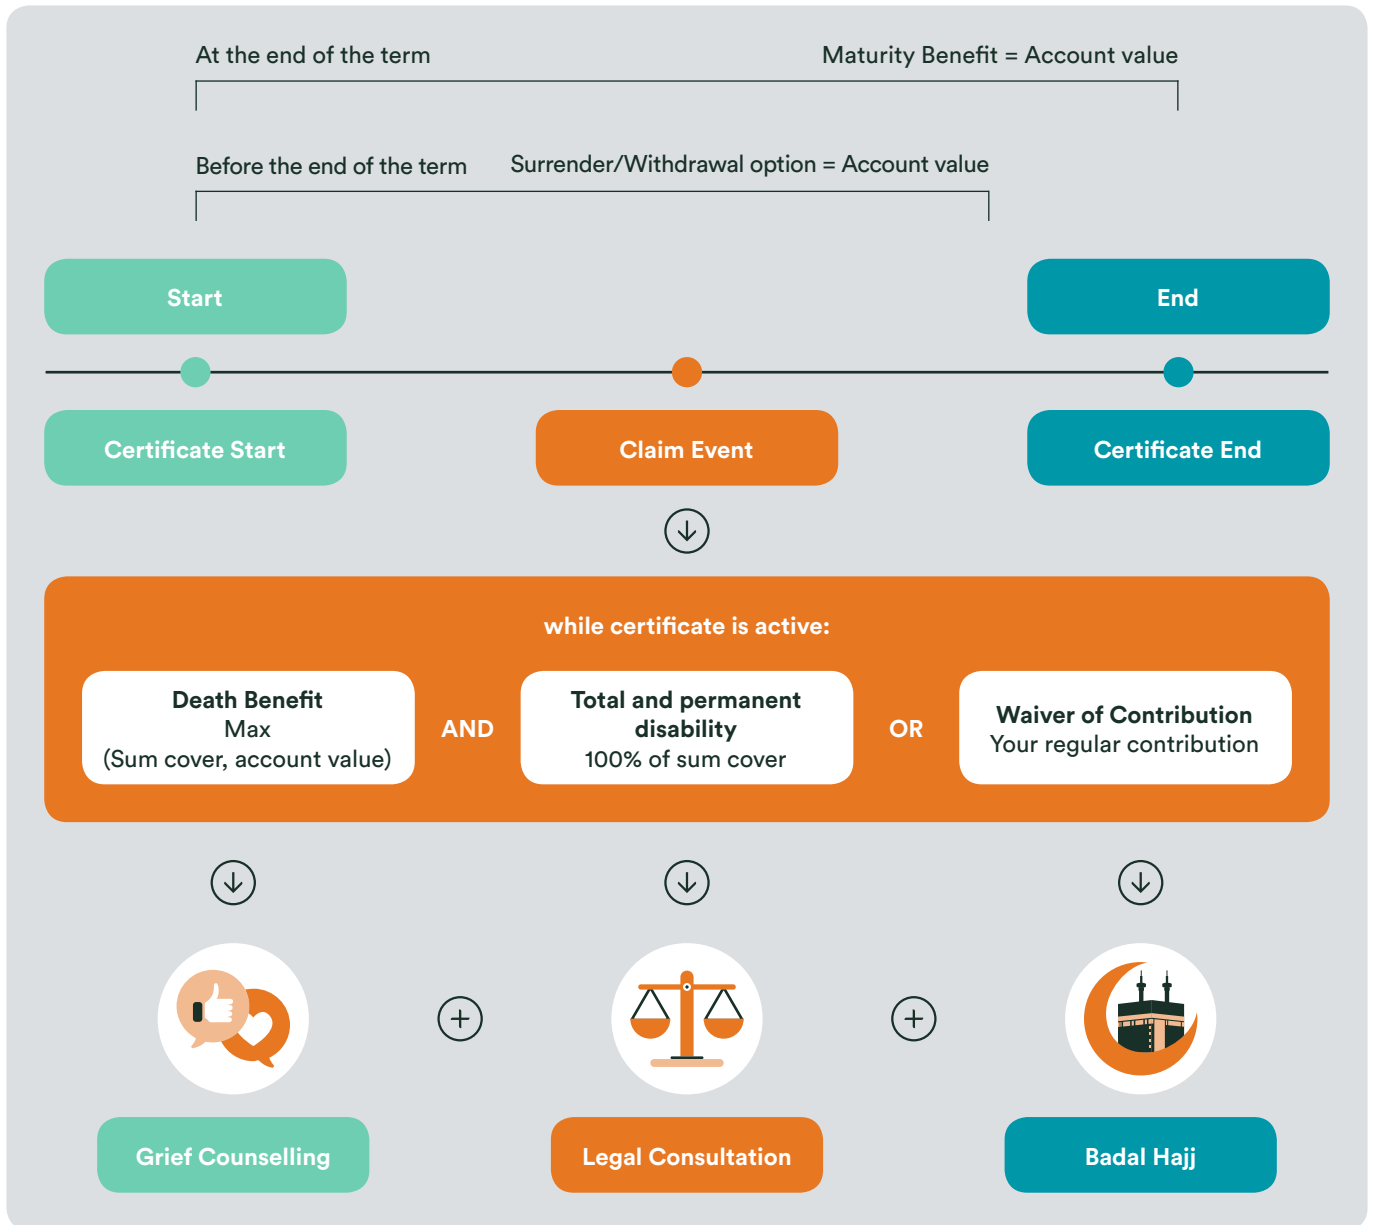 At the end of the term
Maturity Benefit = Account value
Before the end of the term
Surrender/Withdrawal option = Account value
Start
End
Certificate Start
Claim Event
Certificate End
while certificate is active:
Death Benefit
Max
(Sum cover, account value)
AND
Total and permanent
disability
100% of sum cover
OR
Waiver of Contribution
Your regular contribution
Grief Counselling
Legal Consultation
Badal Hajj